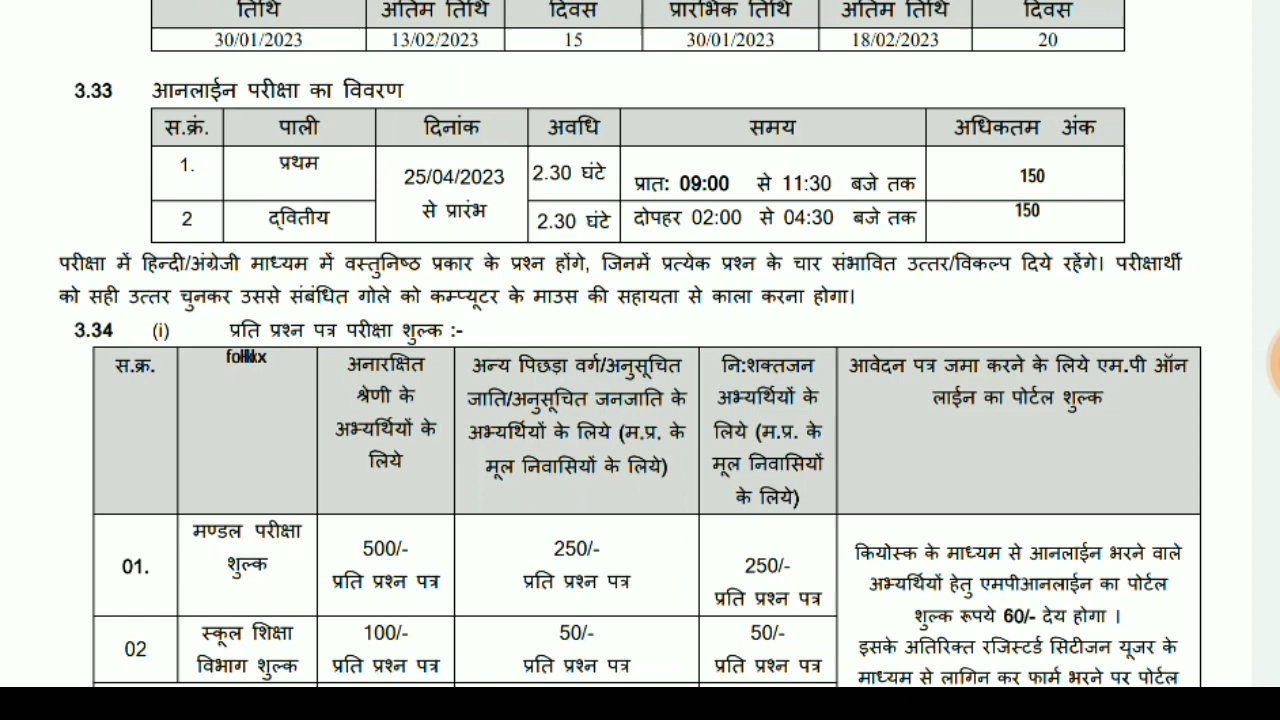 तिथि अंतिम तिथि दिवस प्रारंभिक तिथि अंतिम तिथि दिवस
30/01/2023 13/02/2023 15 30/01/2023 18/02/2023 20
3.33 आनलाईन परीक्षा का विवरण
स.क्रं. पाली दिनांक अवधि समय अधिकतम अंक
1. प्रथम 25/04/2023 से प्रारंभ 2.30 घंटे प्रात: 09:00 से 11:30 बजे तक 150
2 द्वितीय 2.30 घंटे दोपहर 02:00 से 04:30 बजे तक 150
परीक्षा में हिन्दी/अंग्रेजी माध्यम में वस्तुनिष्ठ प्रकार के प्रश्न होंगे, जिनमें प्रत्येक प्रश्न के चार संभावित उत्तर/विकल्प दिये रहेंगे। परीक्षार्थी
को सही उत्तर चुनकर उससे संबंधित गोले को कम्प्यूटर के माउस की सहायता से काला करना होगा।
3.34 (i) प्रति प्रश्न पत्र परीक्षा शुल्क :-
स.क्र.
अनारक्षित
श्रेणी के
अभ्यर्थियों के
लिये
अन्य पिछड़ा वर्ग/अनुसूचित
जाति/अनुसूचित जनजाति के
अभ्यर्थियों के लिये (म.प्र. के
मूल निवासियों के लिये)
नि:शक्तजन
अभ्यर्थियों के
लिये (म.प्र. के
मूल निवासियों
के लिये)
आवेदन पत्र जमा करने के लिये एम.पी ऑन
लाईन का पोर्टल शुल्क
01.
मण्डल परीक्षा
शुल्क
500/-
प्रति प्रश्न पत्र
250/-
प्रति प्रश्न पत्र
250/-
प्रति प्रश्न पत्र
कियोस्क के माध्यम से आनलाईन भरने वाले
अभ्यर्थियों हेतु एमपीआनलाईन का पोर्टल
शुल्क रूपये 60/- देय होगा ।
इसके अतिरिक्त रजिस्टर्ड सिटीजन यूजर के
माध्यम से लागिन कर फार्म भरने पर पोर्टल
02
स्कूल शिक्षा
विभाग शुल्क
100/-
प्रति प्रश्न पत्र
50/-
प्रति प्रश्न पत्र
50/-
प्रति प्रश्न पत्र